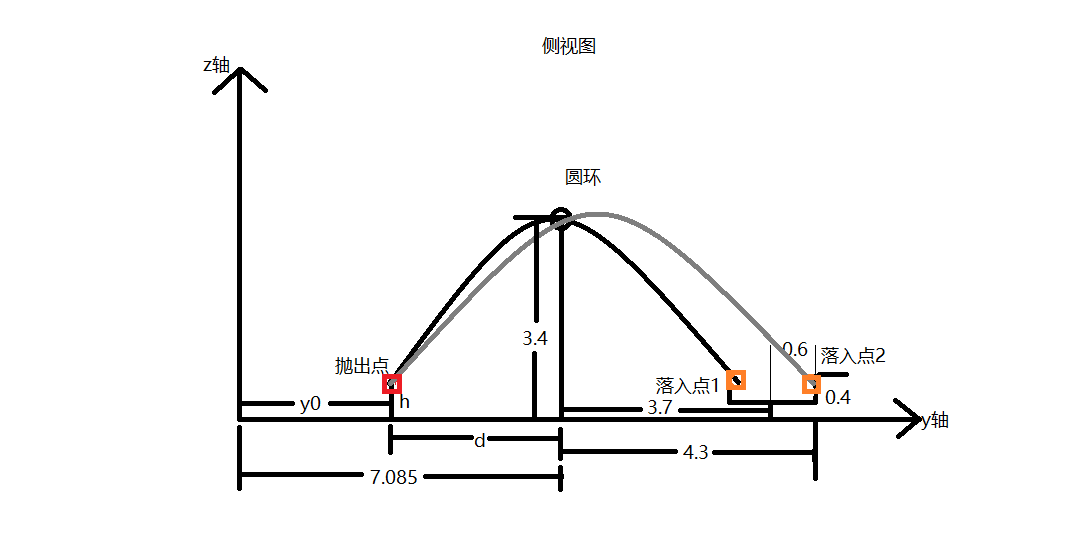 侧视图
z轴
圆环
3.4
抛出点
0.6
落入点2
落入点1
y0
h
3.7
0.4
y轴
d
4.3
7.085